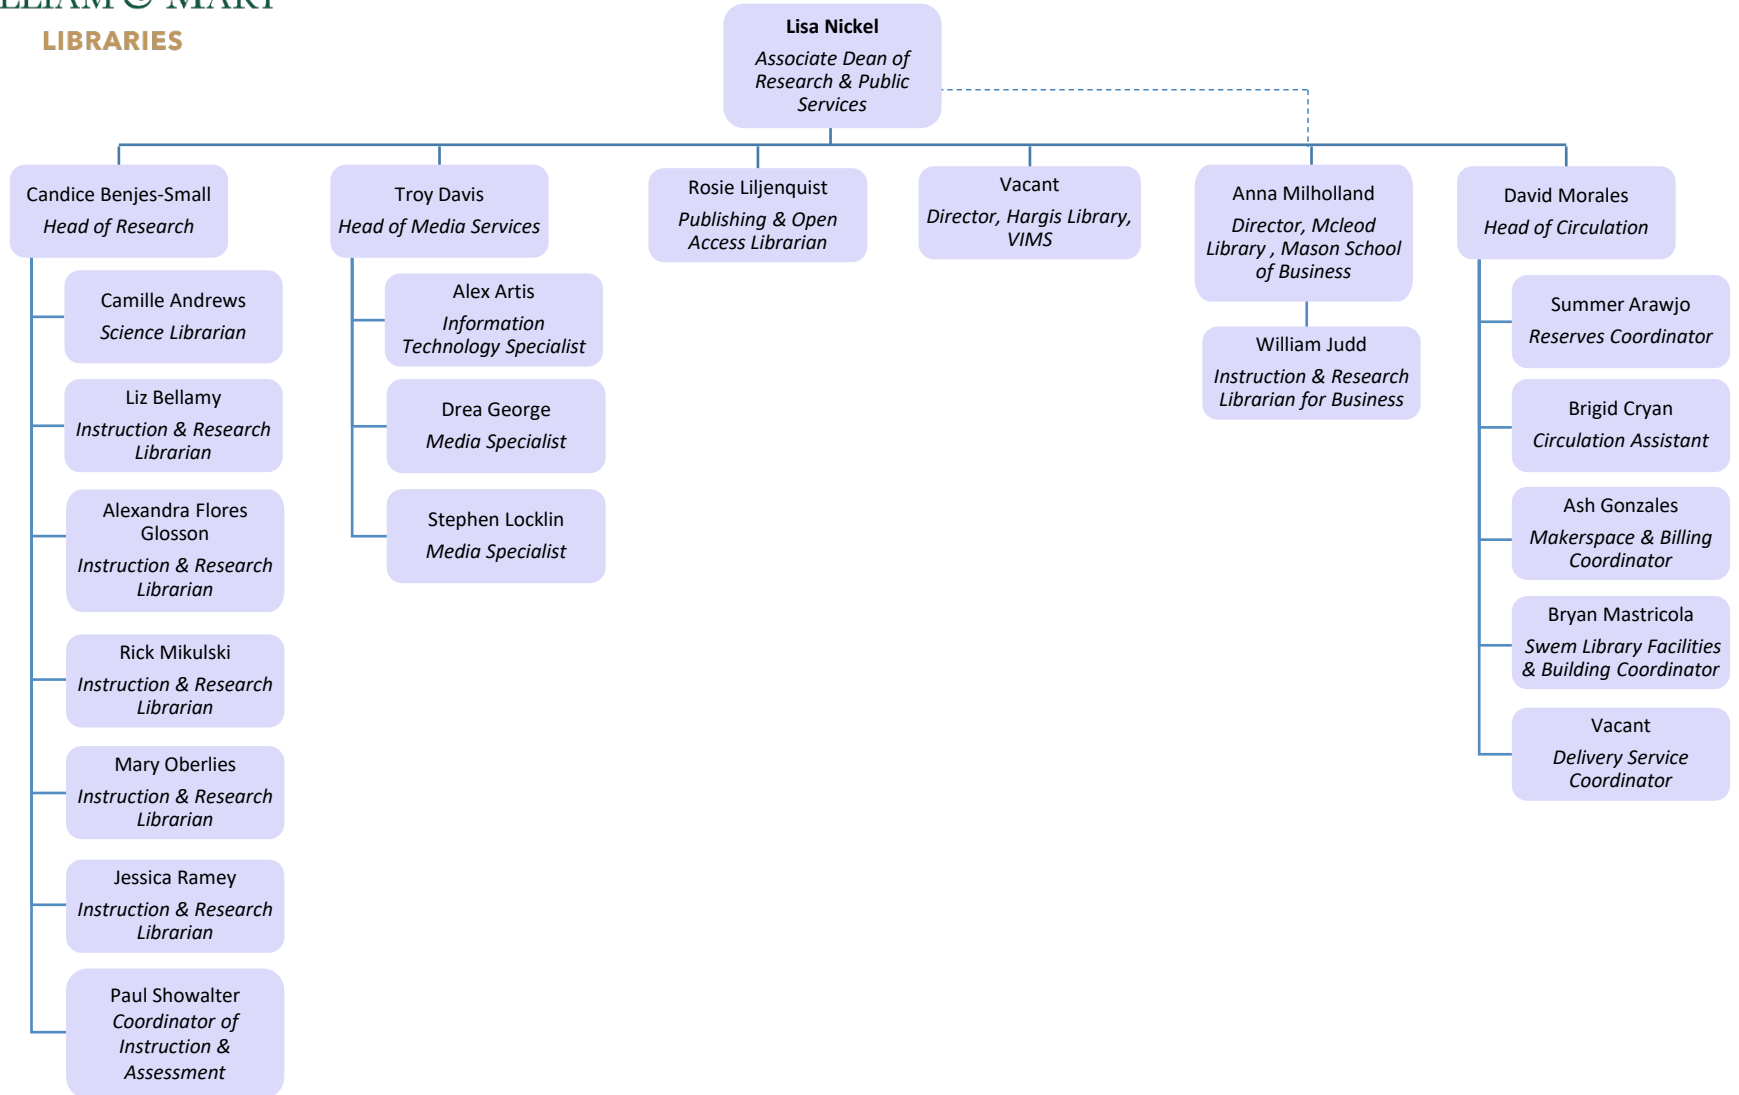 LIBRARIES
Lisa Nickel
Associate Dean of
Research & Public
Services
Candice Benjes-Small
Head of Research
Camille Andrews
Science Librarian
Liz Bellamy
Instruction & Research
Librarian
Alexandra Flores
Glosson
Instruction & Research
Librarian
Rick Mikulski
Instruction & Research
Librarian
Mary Oberlies
Instruction & Research
Librarian
Jessica Ramey
Instruction & Research
Librarian
Paul Showalter
Coordinator of
Instruction &
Assessment
Troy Davis
Head of Media Services
Alex Artis
Information
Technology Specialist
Drea George
Media Specialist
Stephen Locklin
Media Specialist
Rosie Liljenquist
Publishing & Open
Access Librarian
Vacant
Director, Hargis Library,
VIMS
Anna Milholland
Director, Mcleod
Library , Mason School
of Business
William Judd
Instruction & Research
Librarian for Business
David Morales
Head of Circulation
Summer Arawjo
Reserves Coordinator
Brigid Cryan
Circulation Assistant
Ash Gonzales
Makerspace & Billing
Coordinator
Bryan Mastricola
Swem Library Facilities
& Building Coordinator
Vacant
Delivery Service
Coordinator